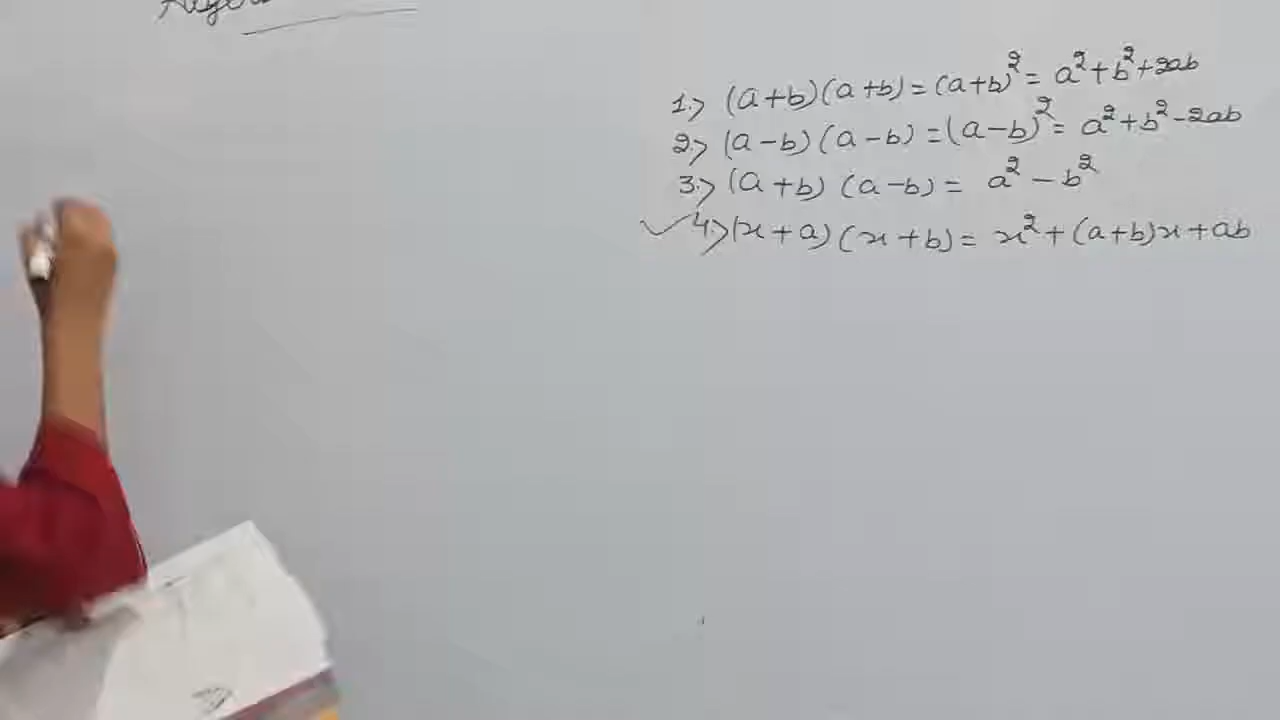 1.> (a+b)(a+b) = (a+b)² = a²+b²+2ab
2.> (a-b)(a-b) = (a-b)² = a²+b²-2ab
3.> (a+b)(a-b) = a² - b²
✓ 4.> (x+a)(x+b) = x²+(a+b)x+ab